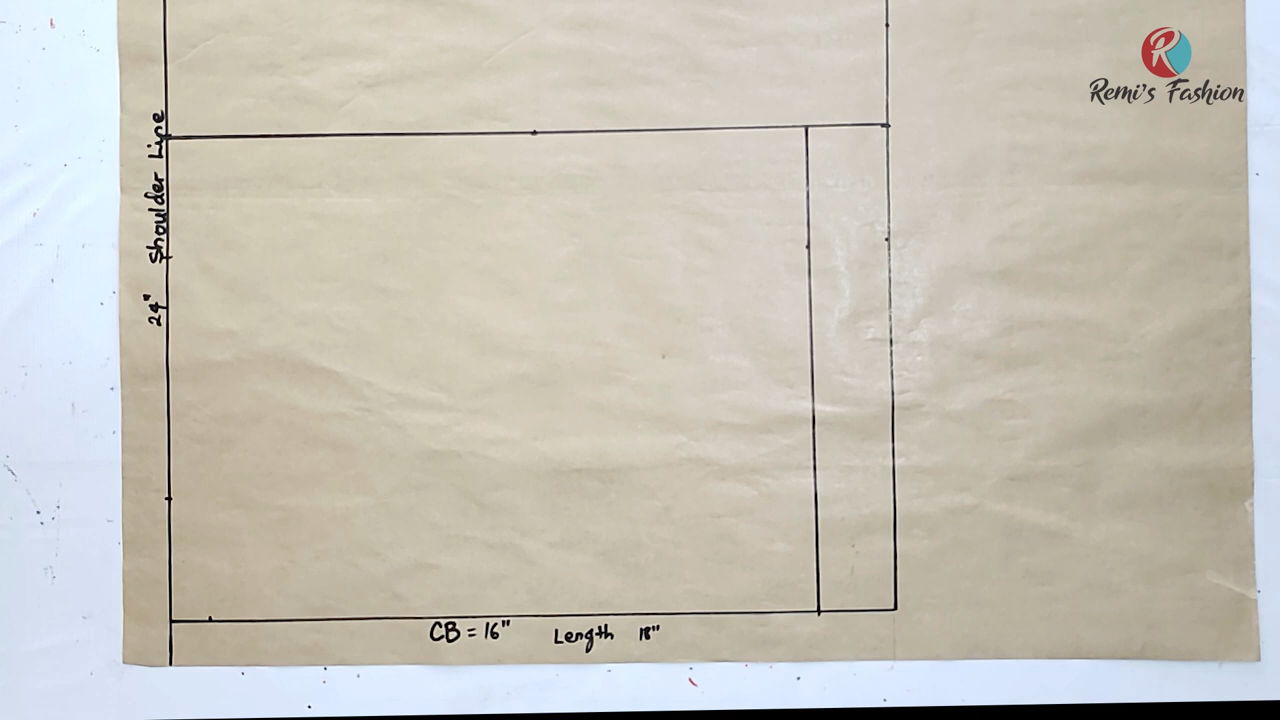 R
Remi's Fashion
24" Shoulder Line
CB = 16" Length 18"